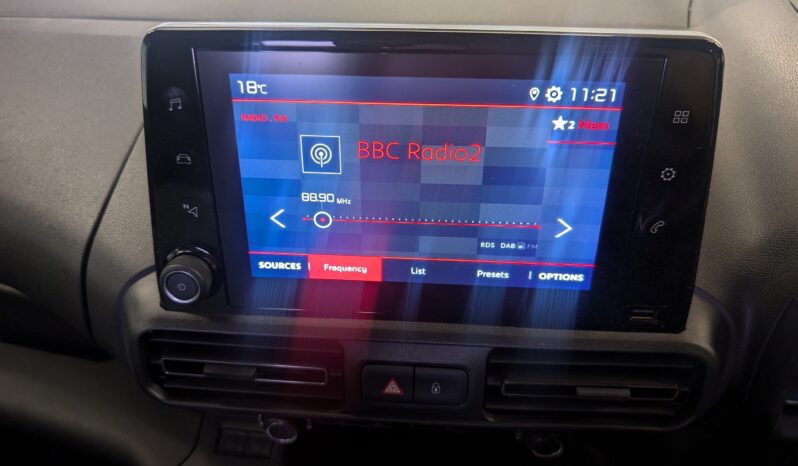 18°C 11:21
RADIO . FM
2 Mem
BBC Radio2
88.90 MHz
RDS DAB FM
SOURCES Frequency List Presets OPTIONS
N